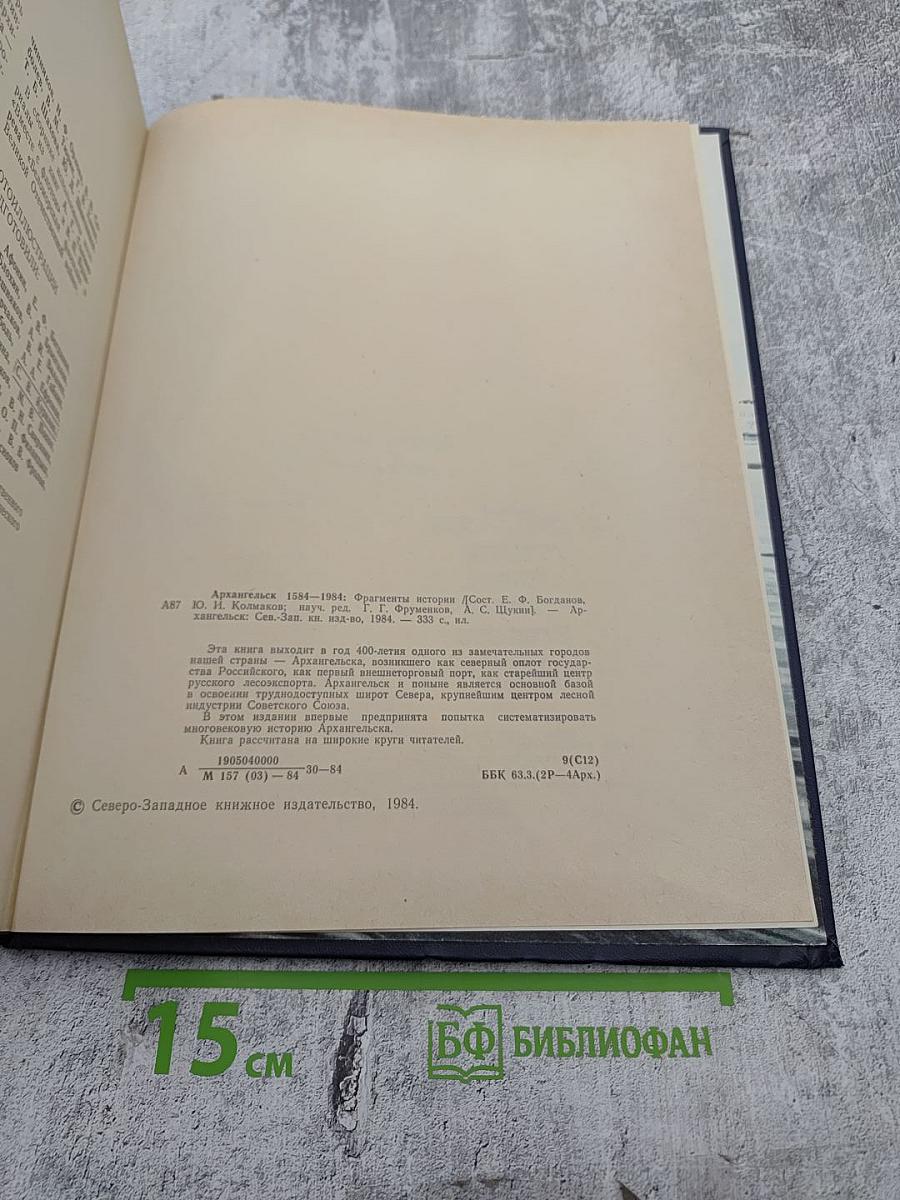 ФОТОИЛЛЮСТРАЦИИ
Архангельск 1584—1984: Фрагменты истории /[Сост. Е. Ф. Богданов,
А87 Ю. И. Колмаков; науч. ред. Г. Г. Фруменков, А. С. Щукин]. — Ар-
хангельск: Сев.-Зап. кн. изд-во, 1984. — 333 с., ил.
Эта книга выходит в год 400-летия одного из замечательных городов
нашей страны — Архангельска, возникшего как северный оплот государ-
ства Российского, как первый внешнеторговый порт, как старейший центр
русского лесоэкспорта. Архангельск и поныне является основной базой
в освоении труднодоступных широт Севера, крупнейшим центром лесной
индустрии Советского Союза.
В этом издании впервые предпринята попытка систематизировать
многовековую историю Архангельска.
Книга рассчитана на широкие круги читателей.
А 1905040000
М 157 (03) — 84 30—84
9(С12)
ББК 63.3.(2Р—4Арх.)
© Северо-Западное книжное издательство, 1984.
15 см
БФ БИБЛИОФАН